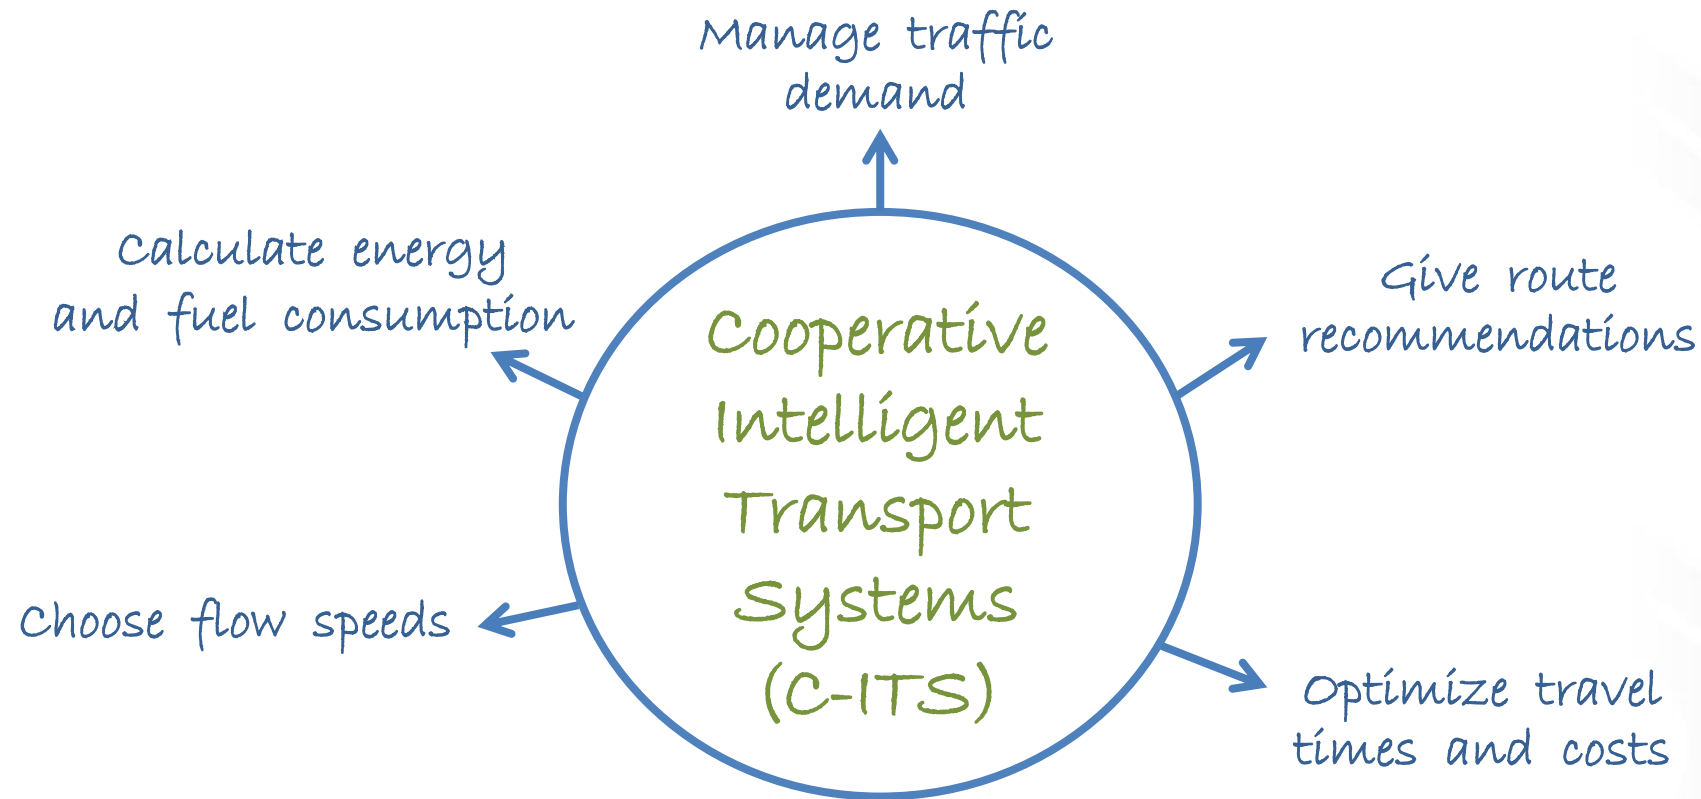 Manage traffic
demand
Calculate energy
and fuel consumption
Give route
recommendations
Cooperative
Intelligent
Transport
Systems
(C-ITS)
Choose flow speeds
Optimize travel
times and costs